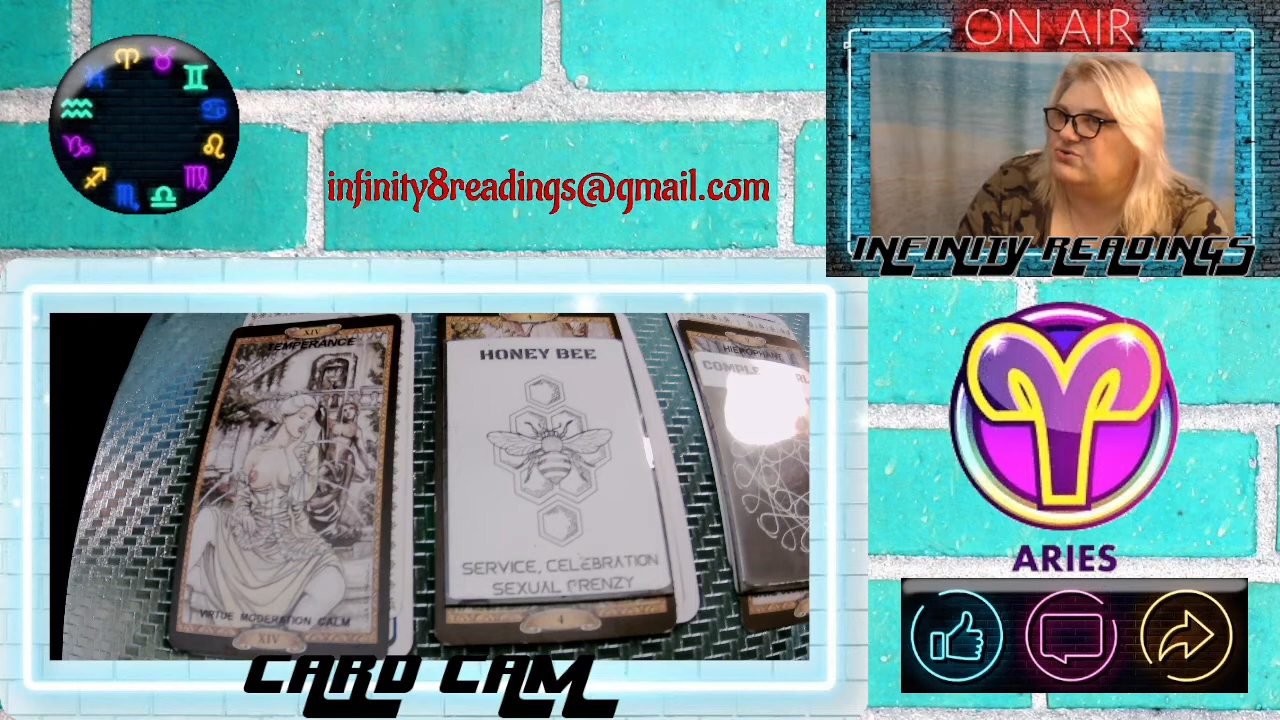 ON AIR
infinity8readings@gmail.com
INFINITY READINGS
XIV
TEMPERANCE
VIRTUE MODERATION CALM
XIV
HONEY BEE
SERVICE, CELEBRATION
SEXUAL FRENZY
4
HIEROPHANT
ARIES
CARD CAM